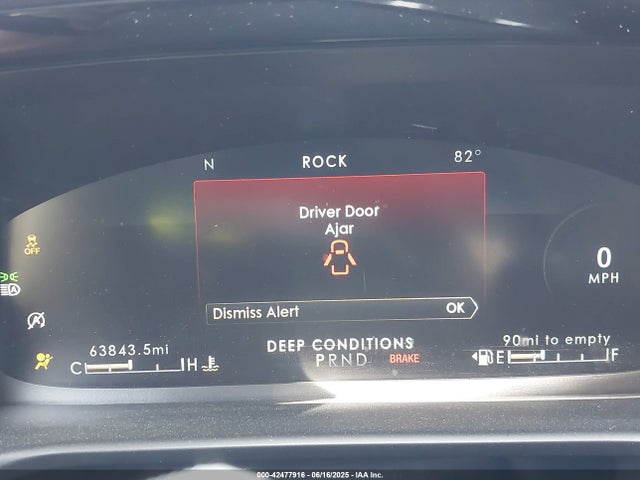 N ROCK 82°
Driver Door
Ajar
OFF
0
MPH
A
A
Dismiss Alert OK
63843.5mi DEEP CONDITIONS 90mi to empty
C H PRND BRAKE E F
000-42477916 - 06/16/2025 - IAA Inc.